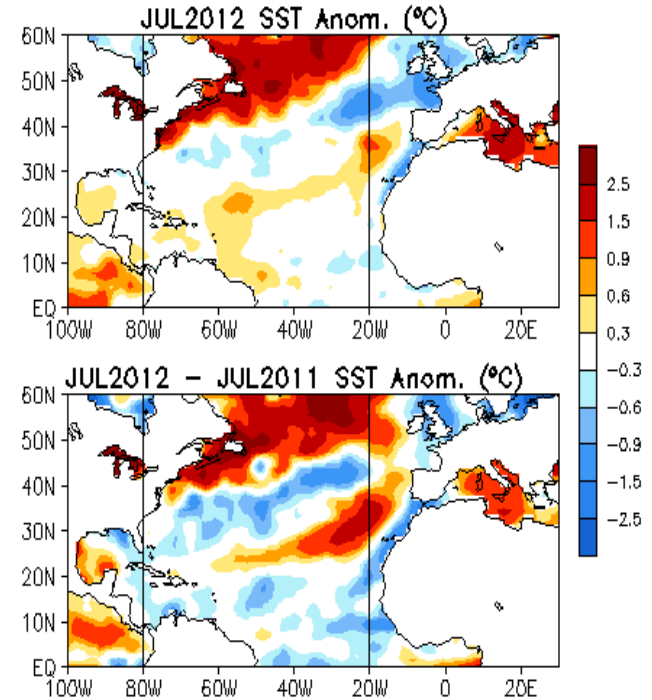 JUL2012 SST Anom. (ºC)
60N
50N
40N
30N
20N
10N
EQ
100W 80W 60W 40W 20W 0 20E
JUL2012 – JUL2011 SST Anom. (ºC)
60N
50N
40N
30N
20N
10N
EQ
100W 80W 60W 40W 20W 0 20E
2.5
1.5
0.9
0.6
0.3
−0.3
−0.6
−0.9
−1.5
−2.5